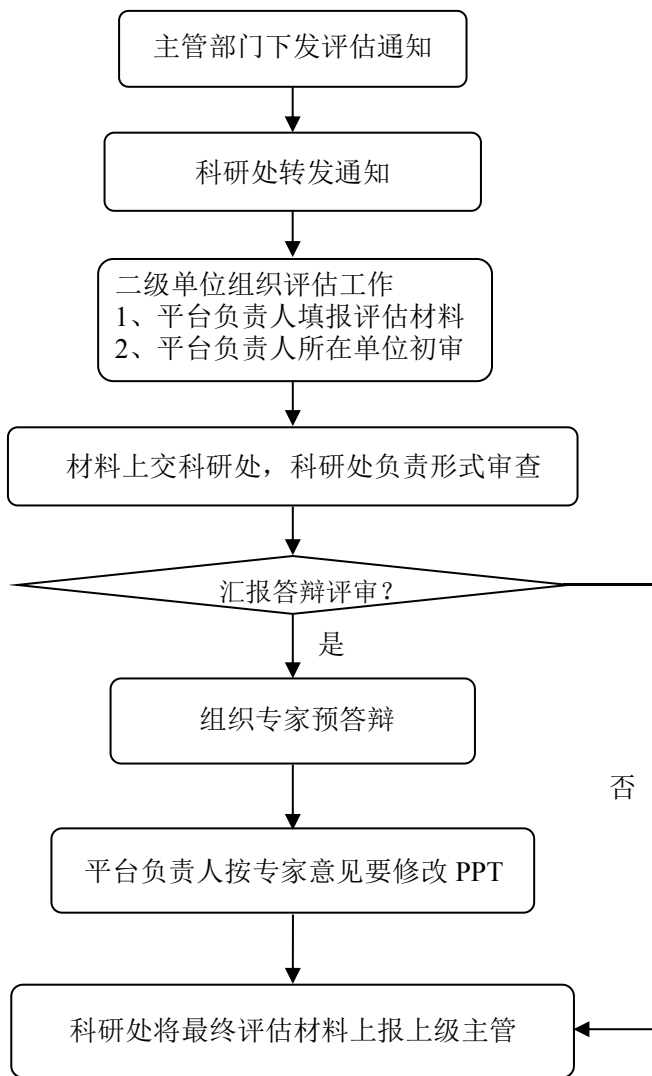 主管部门下发评估通知
科研处转发通知
二级单位组织评估工作
1、平台负责人填报评估材料
2、平台负责人所在单位初审
材料上交科研处，科研处负责形式审查
汇报答辩评审？
是
组织专家预答辩
否
平台负责人按专家意见要修改 PPT
科研处将最终评估材料上报上级主管